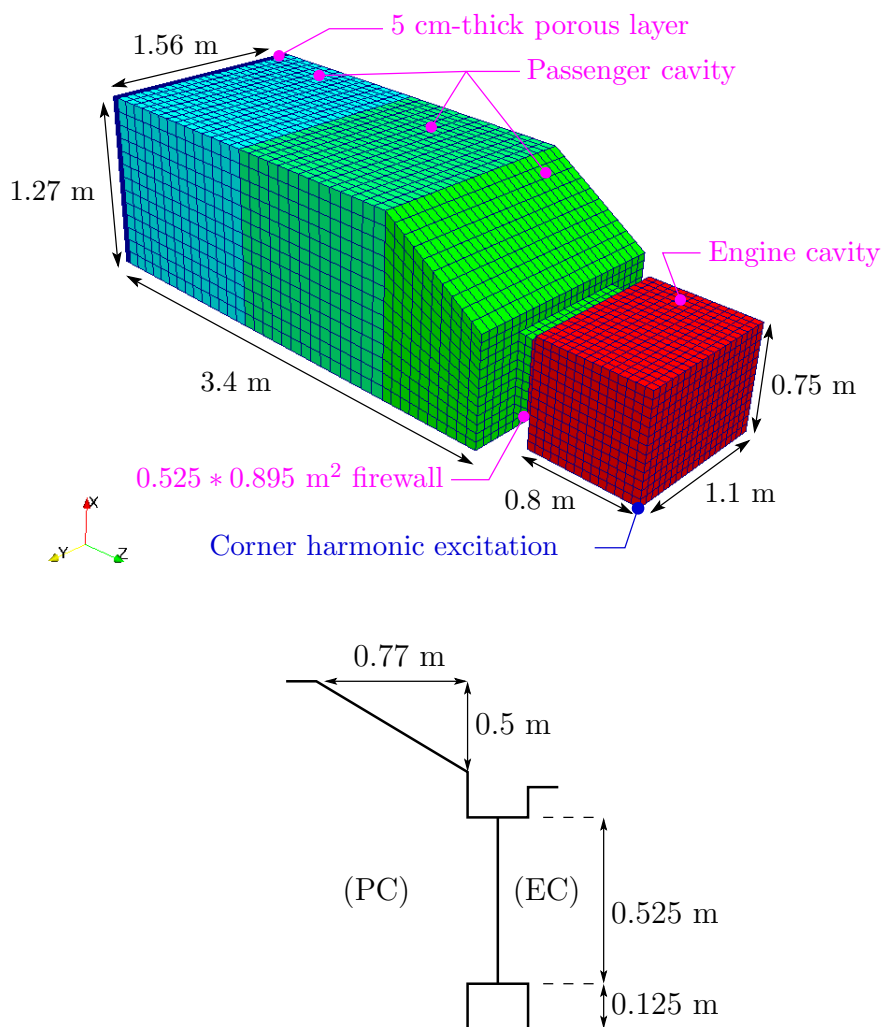 5 cm-thick porous layer
1.56 m
Passenger cavity
1.27 m
Engine cavity
3.4 m
0.75 m
0.525 ∗ 0.895 m² firewall
0.8 m
1.1 m
Corner harmonic excitation
X
Y
Z
0.77 m
0.5 m
(PC)
(EC)
0.525 m
0.125 m